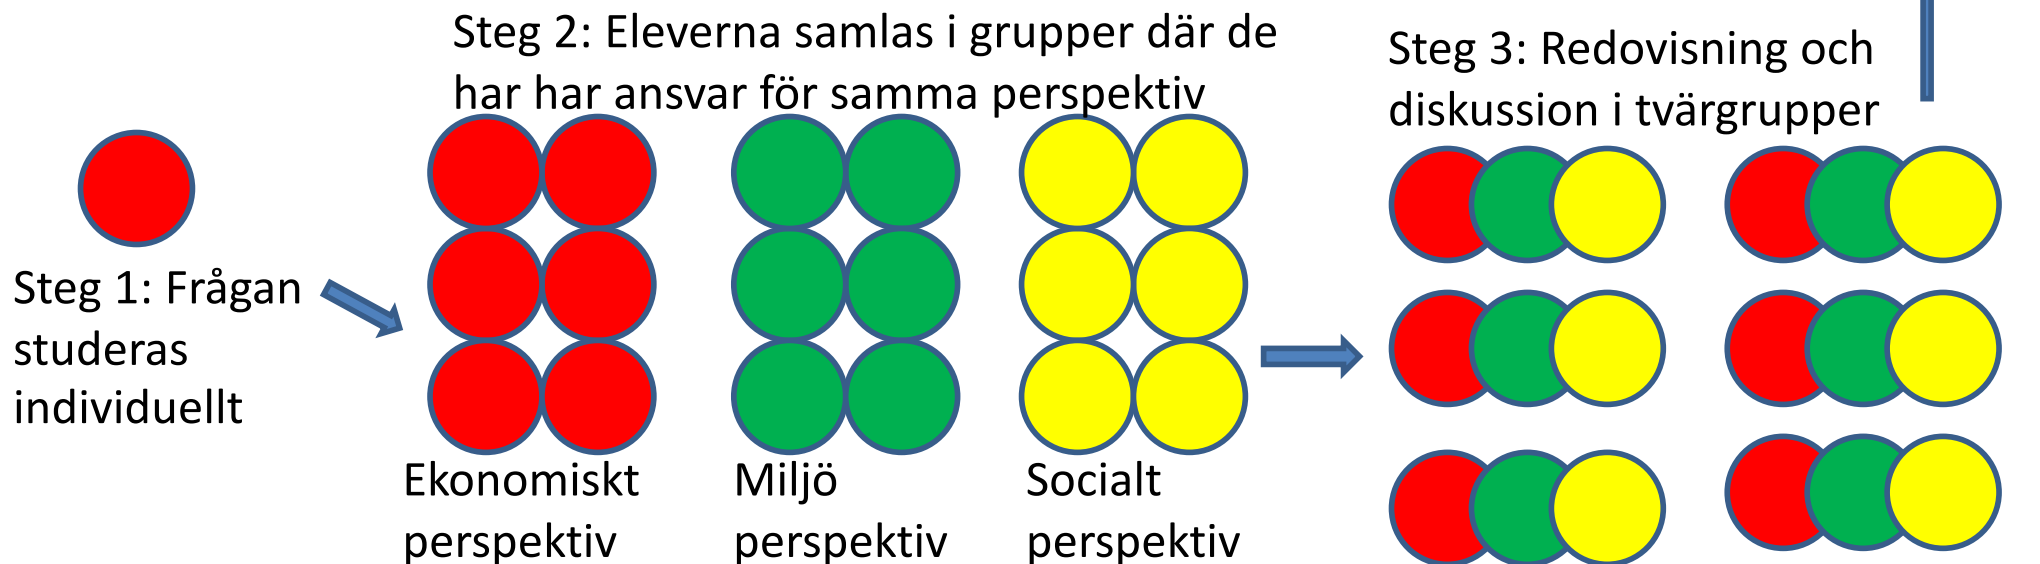 Steg 1: Frågan
studeras
individuellt
Steg 2: Eleverna samlas i grupper där de
har har ansvar för samma perspektiv
Ekonomiskt
perspektiv
Miljö
perspektiv
Socialt
perspektiv
Steg 3: Redovisning och
diskussion i tvärgrupper